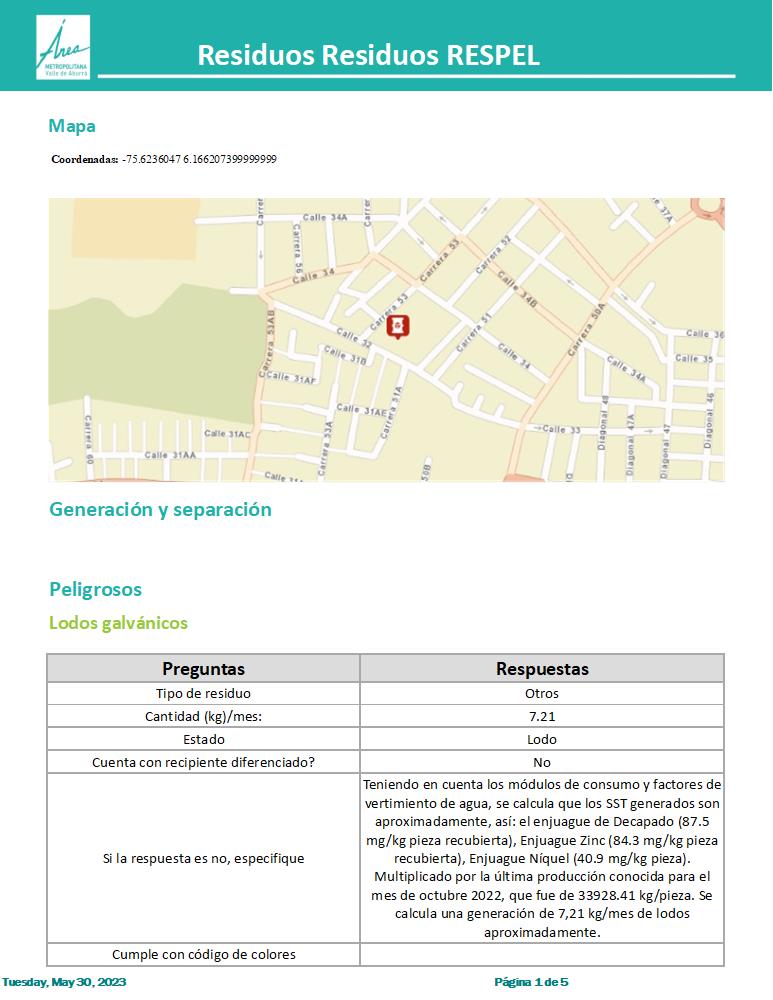 Área
METROPOLITANA
Valle de Aburrá
Residuos Residuos RESPEL
Mapa
Coordenadas: -75.6236047 6.166207399999999
Calle 34A
Carrer
Carrer
Carrera 56
Calle 34
Carrera 53
Carrera 52
Calle 37A
Calle 34B
Carrera 50A
Carrera 53
Carrera 53AB
Calle 32
Calle 31B
Carrera 51
Calle 34
Calle 36
Calle 35
Calle 34A
Calle 31AF
Calle 31AE
Carrera 51A
Carrera 53A
Calle 31AC
Calle 31AA
Carrera 60
Calle 31
50B
Calle 33
Diagonal 48
Diagonal 47A
Diagonal 47
Diagonal 46
Generación y separación
Peligrosos
Lodos galvánicos
Preguntas Respuestas
Tipo de residuo Otros
Cantidad (kg)/mes: 7.21
Estado Lodo
Cuenta con recipiente diferenciado? No
Si la respuesta es no, especifique
Teniendo en cuenta los módulos de consumo y factores de
vertimiento de agua, se calcula que los SST generados son
aproximadamente, así: el enjuague de Decapado (87.5
mg/kg pieza recubierta), Enjuague Zinc (84.3 mg/kg pieza
recubierta), Enjuague Níquel (40.9 mg/kg pieza).
Multiplicado por la última producción conocida para el
mes de octubre 2022, que fue de 33928.41 kg/pieza. Se
calcula una generación de 7,21 kg/mes de lodos
aproximadamente.
Cumple con código de colores
Tuesday, May 30, 2023 Página 1 de 5